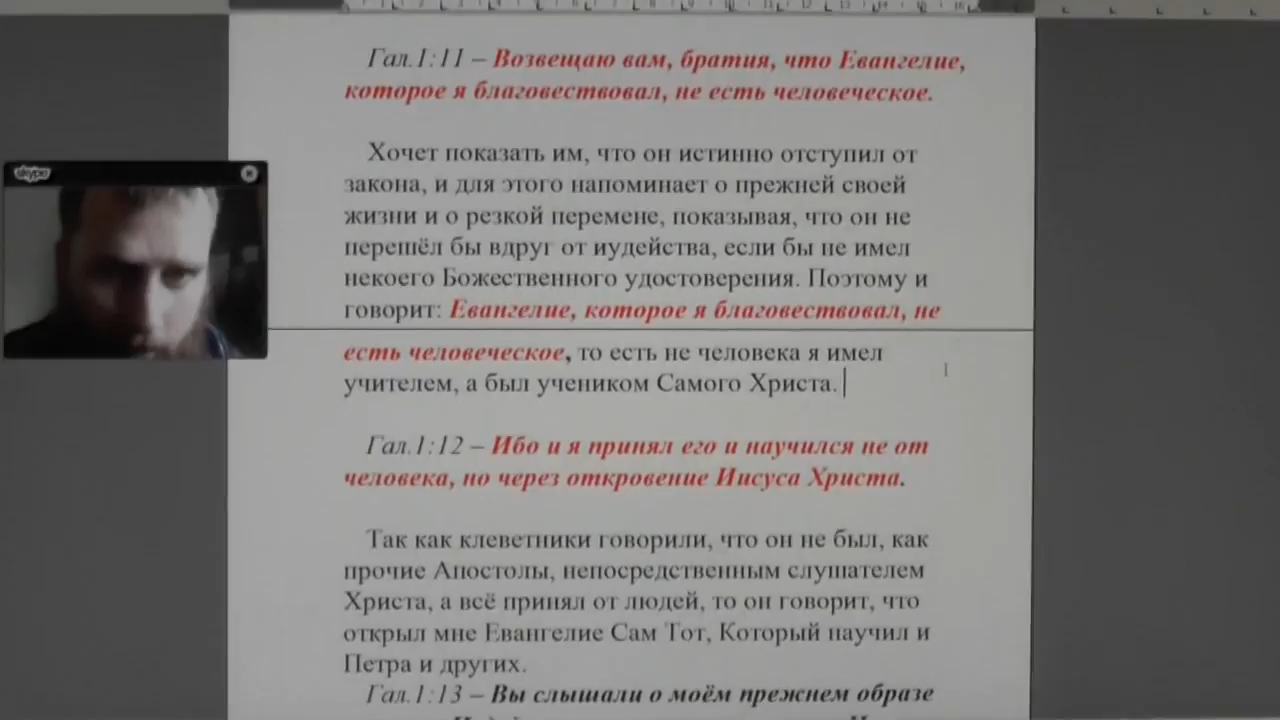 Гал.1:11 – Возвещаю вам, братия, что Евангелие,
которое я благовествовал, не есть человеческое.
Хочет показать им, что он истинно отступил от
закона, и для этого напоминает о прежней своей
жизни и о резкой перемене, показывая, что он не
перешёл бы вдруг от иудейства, если бы не имел
некоего Божественного удостоверения. Поэтому и
говорит: Евангелие, которое я благовествовал, не
есть человеческое, то есть не человека я имел
учителем, а был учеником Самого Христа.
Гал.1:12 – Ибо и я принял его и научился не от
человека, но через откровение Иисуса Христа.
Так как клеветники говорили, что он не был, как
прочие Апостолы, непосредственным слушателем
Христа, а всё принял от людей, то он говорит, что
открыл мне Евангелие Сам Тот, Который научил и
Петра и других.
Гал.1:13 – Вы слышали о моём прежнем образе
skype